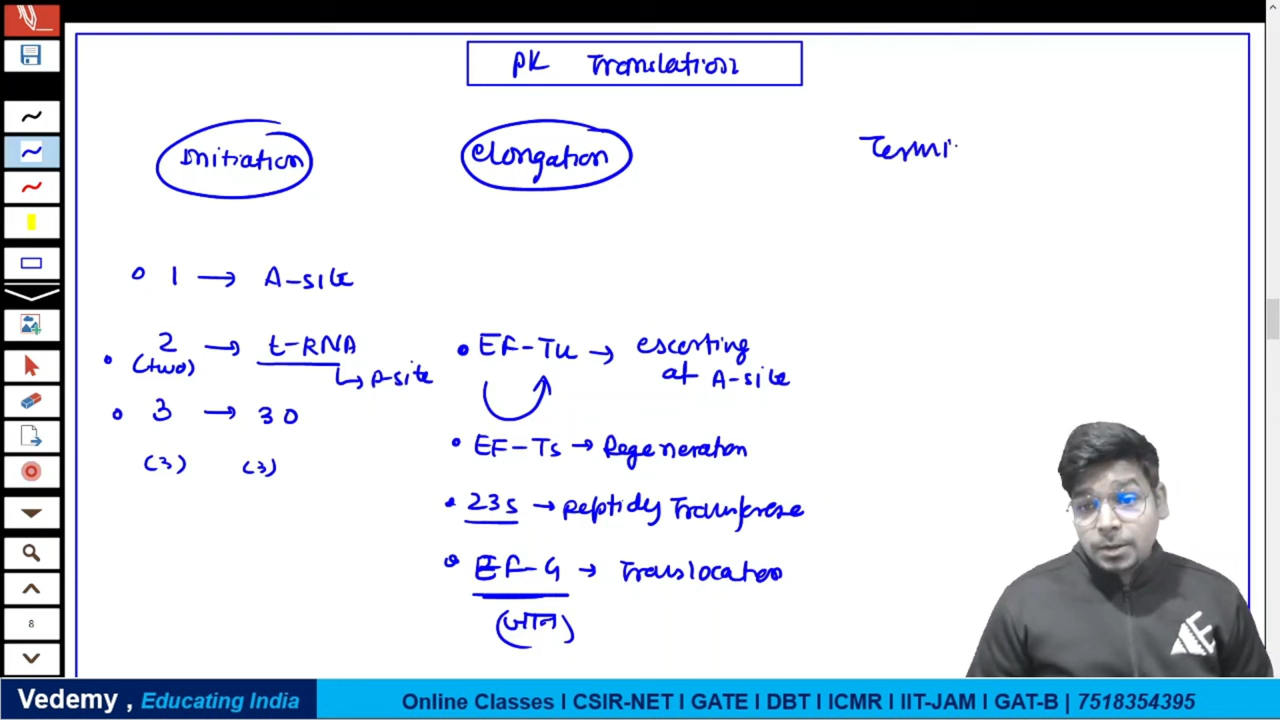 PK Translation
Initiation
Elongation
Termi
1 → A-site
2 → t-RNA
(two)
↳ P-site
3 → 30
(3) (3)
EF-Tu → escorting
at A-site
EF-Ts → Regeneration
23s → Peptidyl Transferase
EF-G → Translocation
8
Vedemy , Educating India
Online Classes I CSIR-NET I GATE I DBT I ICMR I IIT-JAM I GAT-B | 7518354395